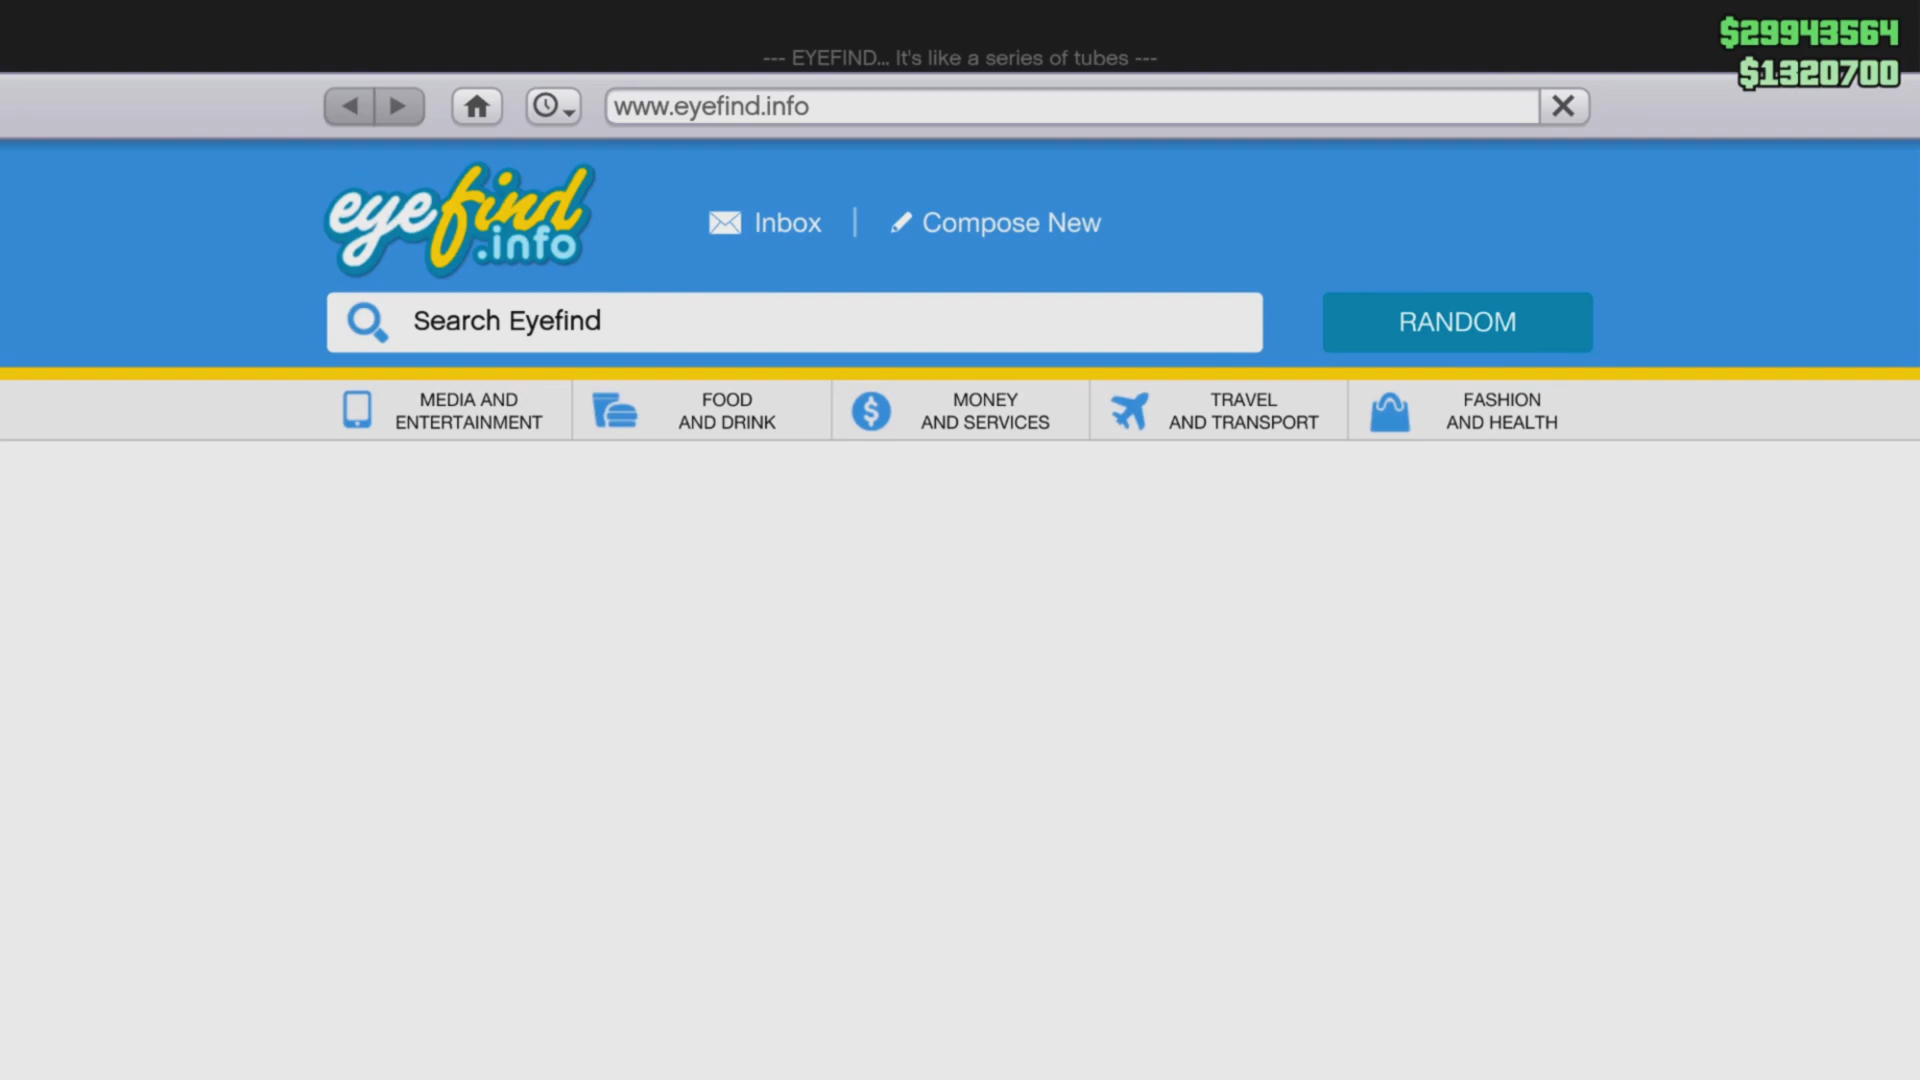 $29943564
--- EYEFIND... It's like a series of tubes ---
$1320700
www.eyefind.info
eyefind
.info
Inbox
Compose New
Search Eyefind
RANDOM
MEDIA AND
ENTERTAINMENT
FOOD
AND DRINK
MONEY
AND SERVICES
TRAVEL
AND TRANSPORT
FASHION
AND HEALTH